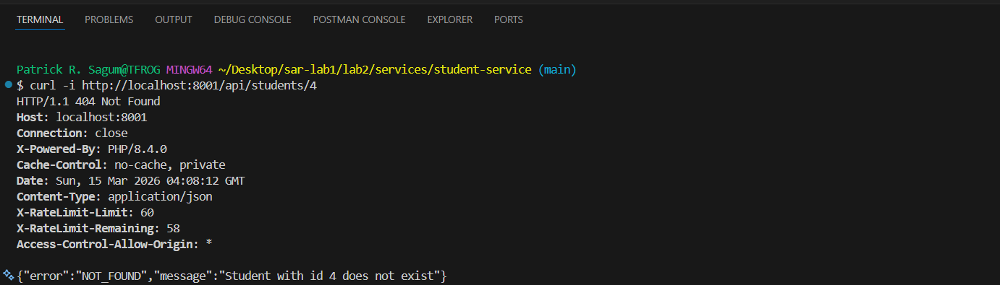 TERMINAL PROBLEMS OUTPUT DEBUG CONSOLE POSTMAN CONSOLE EXPLORER PORTS
Patrick R. Sagum@TFROG MINGW64 ~/Desktop/sar-lab1/lab2/services/student-service (main)
$ curl -i http://localhost:8001/api/students/4
HTTP/1.1 404 Not Found
Host: localhost:8001
Connection: close
X-Powered-By: PHP/8.4.0
Cache-Control: no-cache, private
Date: Sun, 15 Mar 2026 04:08:12 GMT
Content-Type: application/json
X-RateLimit-Limit: 60
X-RateLimit-Remaining: 58
Access-Control-Allow-Origin: *
{"error":"NOT_FOUND","message":"Student with id 4 does not exist"}